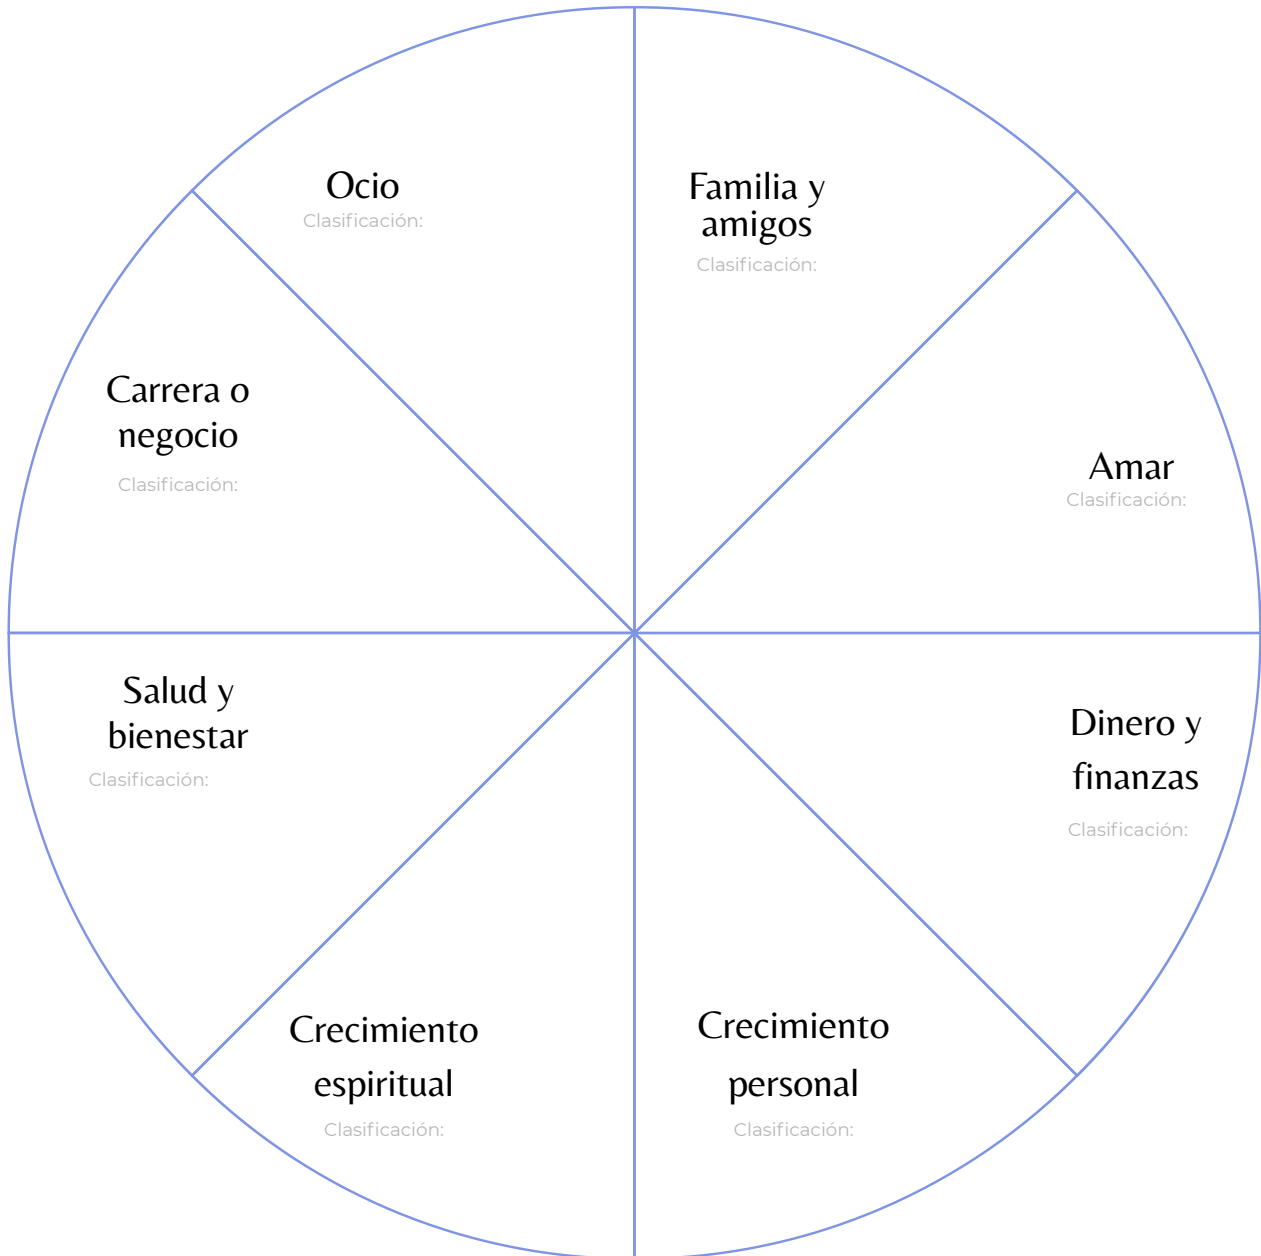 Ocio
Clasificación:
Familia y
amigos
Clasificación:
Carrera o
negocio
Clasificación:
Amar
Clasificación:
Salud y
bienestar
Clasificación:
Dinero y
finanzas
Clasificación:
Crecimiento
espiritual
Clasificación:
Crecimiento
personal
Clasificación: